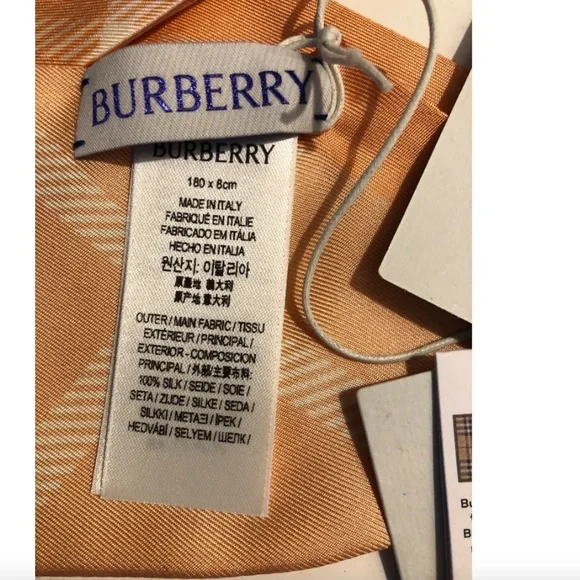 BURBERRY
BURBERRY
180 x 8cm
MADE IN ITALY
FABRIQUÉ EN ITALIE
FABRICADO EM ITÁLIA
HECHO EN ITALIA
원산지: 이탈리아
原產地 義大利
原产地 意大利
OUTER / MAIN FABRIC / TISSU
EXTÉRIEUR / PRINCIPAL /
EXTERIOR - COMPOSICION
PRINCIPAL / 外部/主要布料:
100% SILK / SEIDE / SOIE /
SETA / ZIJDE / SILKE / SEDA /
SILKKI / ΜΕΤΑΞΙ / İPEK /
HEDVÁBÍ / SELYEM / ШЕЛК /
Bu
B